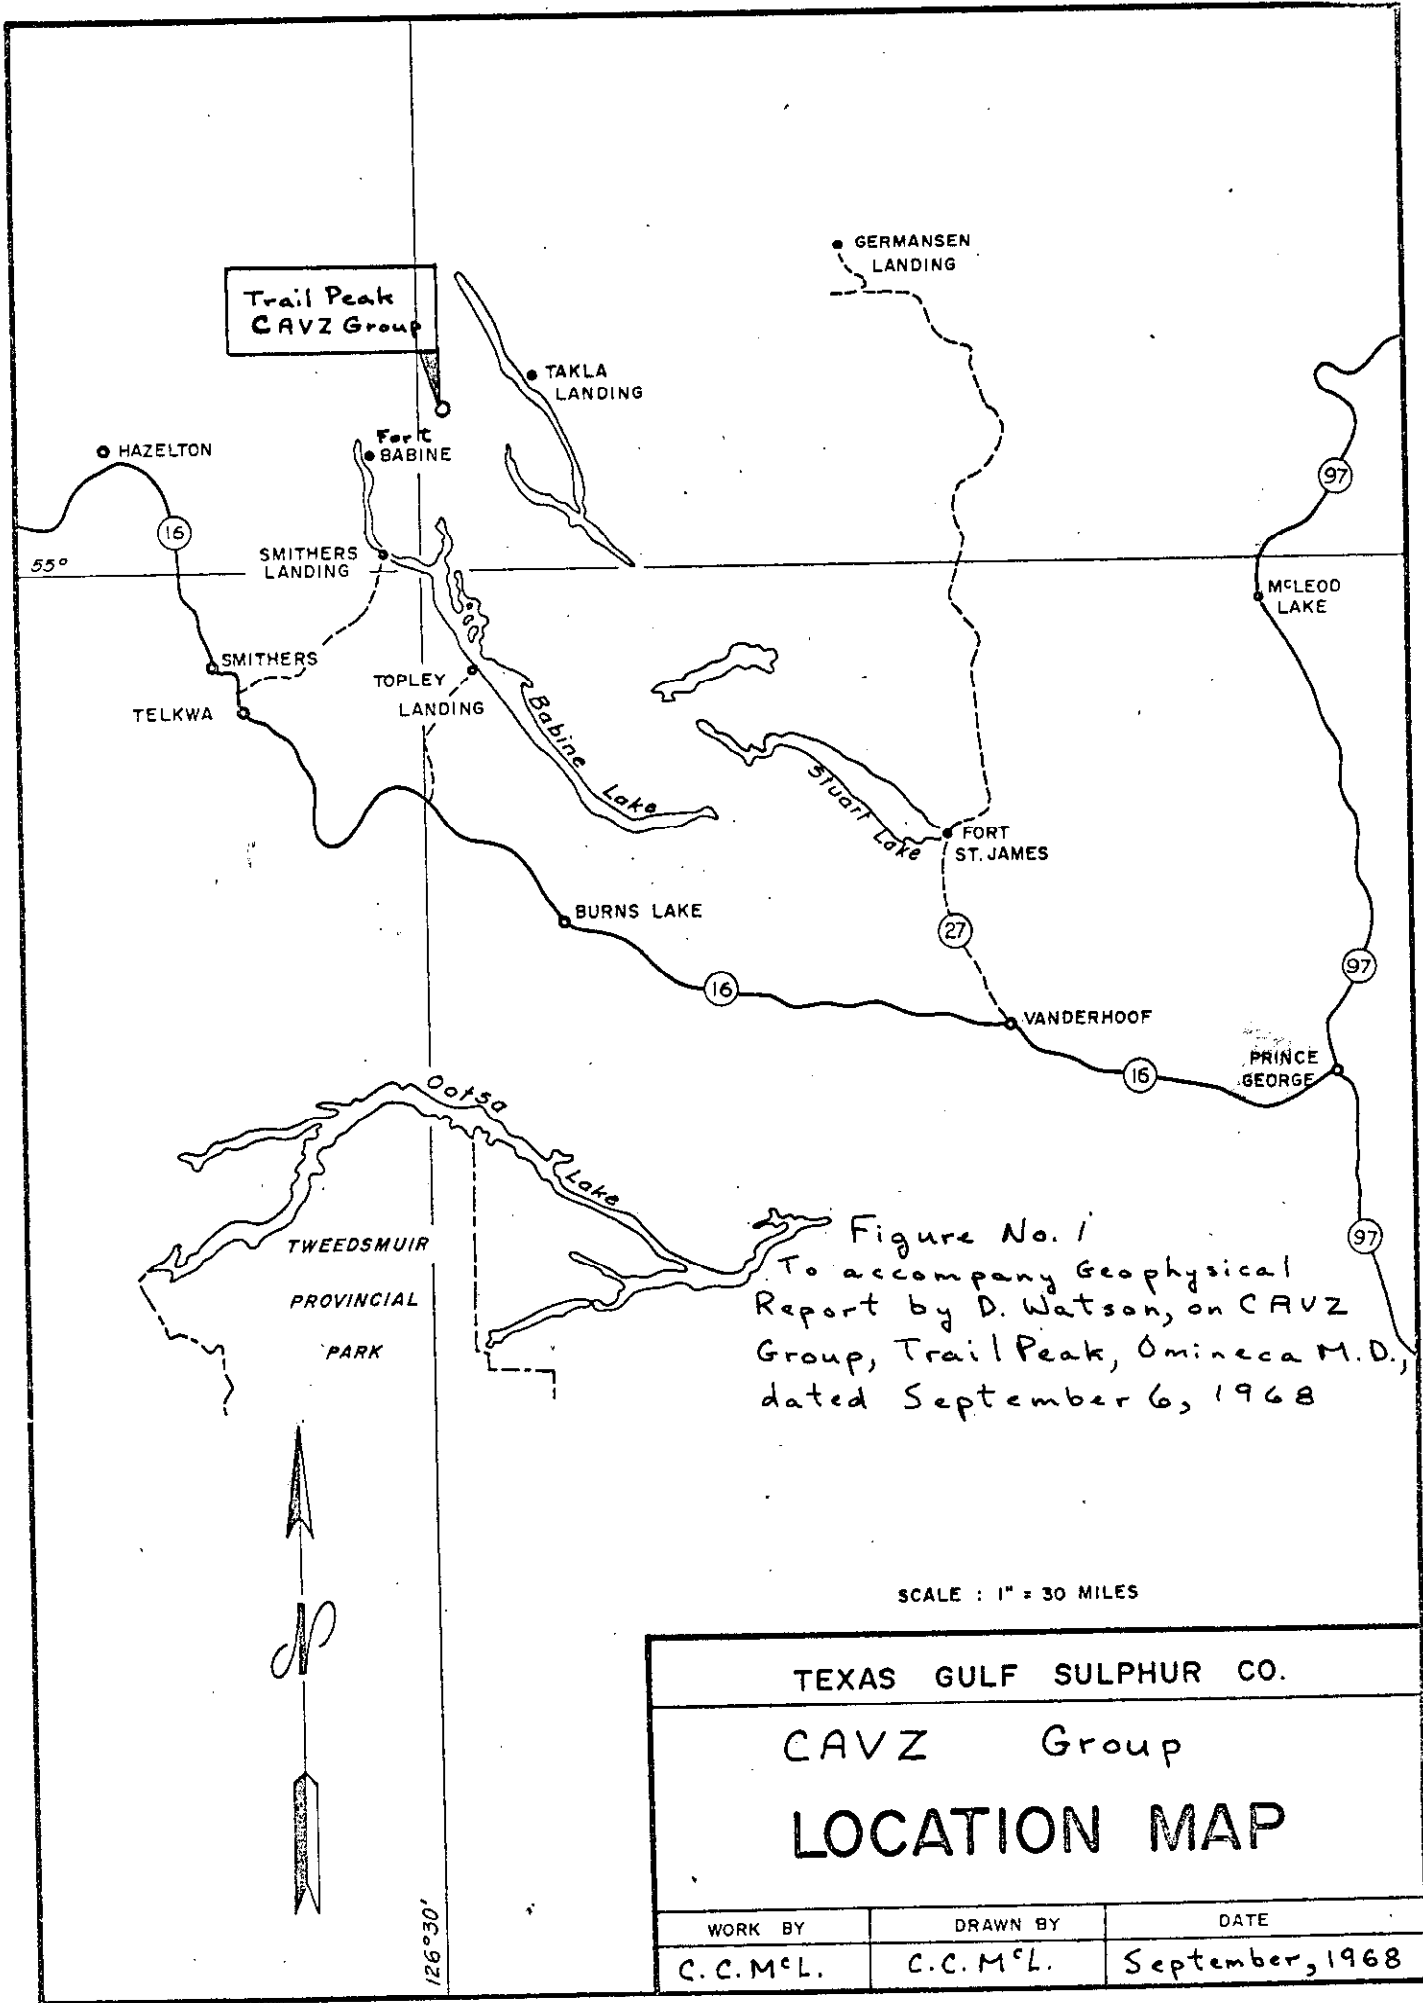 GERMANSEN
LANDING
Trail Peak
CAVZ Group
TAKLA
LANDING
Fort
BABINE
HAZELTON
97
16
SMITHERS
LANDING
55°
McLEOD
LAKE
SMITHERS
TOPLEY
LANDING
TELKWA
Babine
Lake
Stuart
Lake
FORT
ST. JAMES
BURNS LAKE
27
97
16
VANDERHOOF
PRINCE
GEORGE
16
Ootsa
Lake
97
TWEEDSMUIR
PROVINCIAL
PARK
Figure No. 1
To accompany Geophysical
Report by D. Watson, on CAVZ
Group, Trail Peak, Omineca M.D.,
dated September 6, 1968
N
SCALE : 1" = 30 MILES
126°30'
TEXAS GULF SULPHUR CO.
CAVZ Group
LOCATION MAP
WORK BY DRAWN BY DATE
C.C.McL. C.C.McL. September, 1968